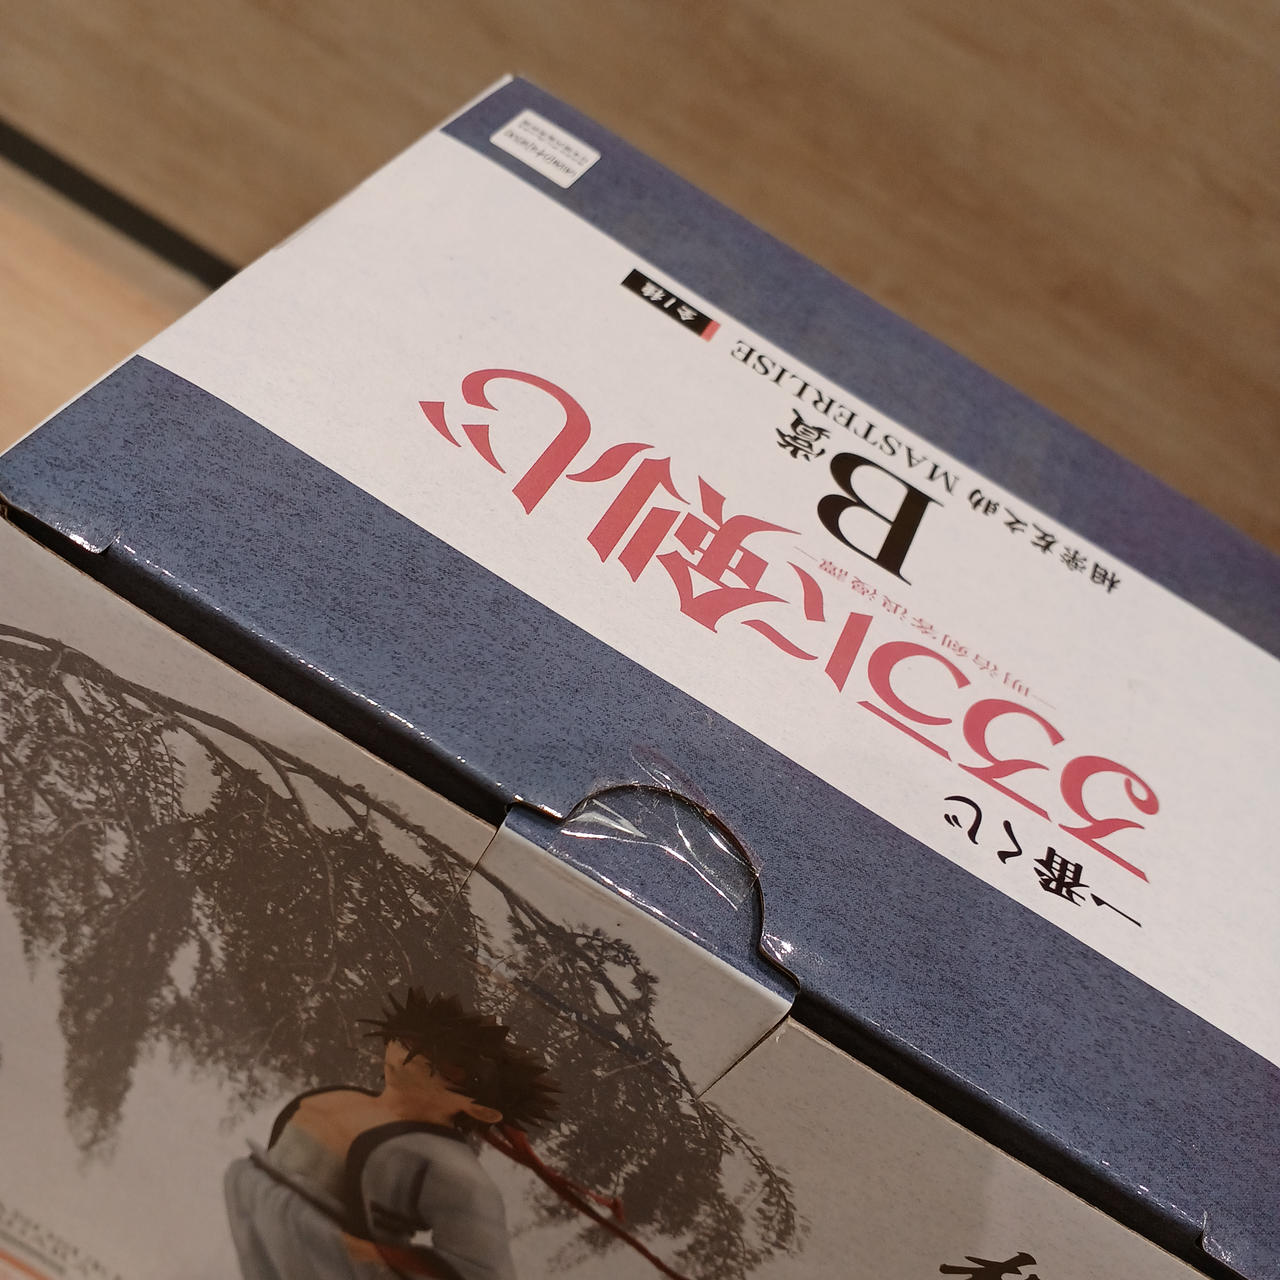 一番くじ
るろうに剣心
―明治剣客浪漫譚―
B賞
相楽左之助 MASTERLISE
全1種